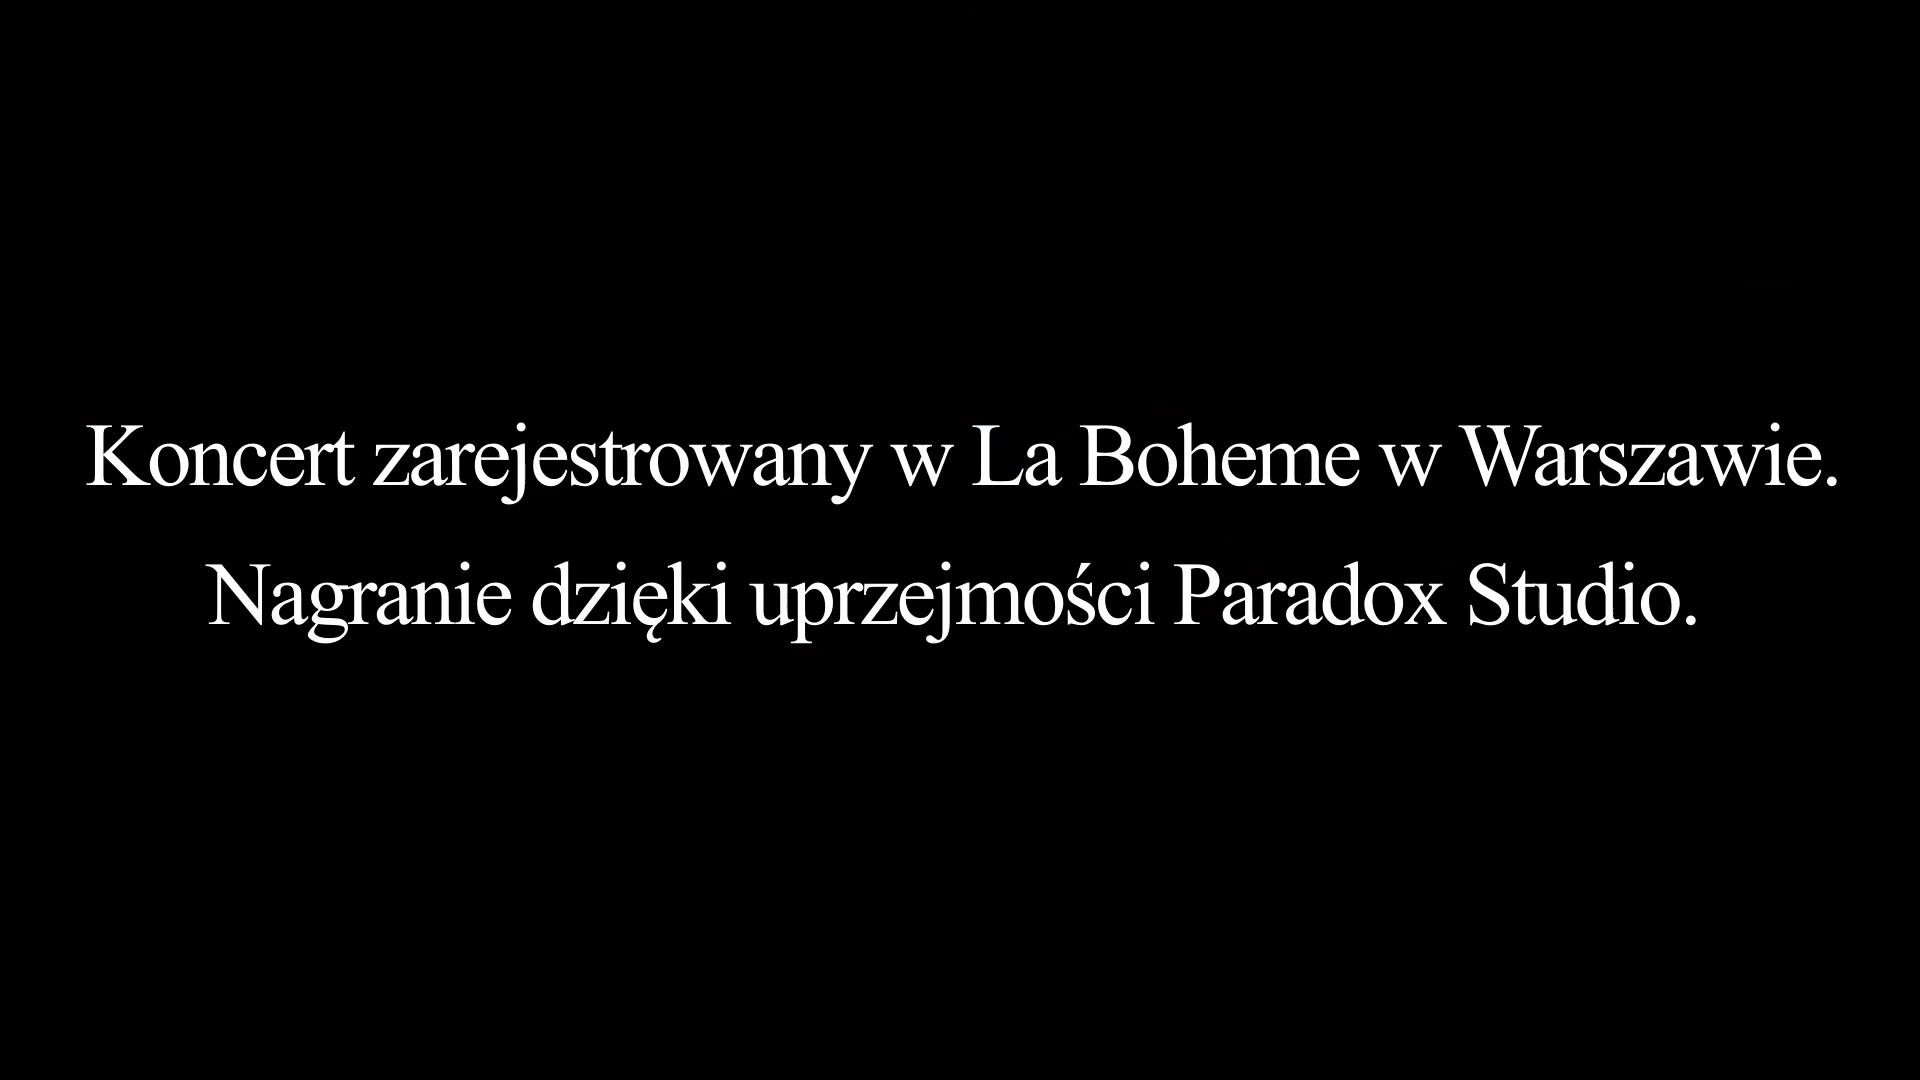 Koncert zarejestrowany w La Boheme w Warszawie.
Nagranie dzięki uprzejmości Paradox Studio.